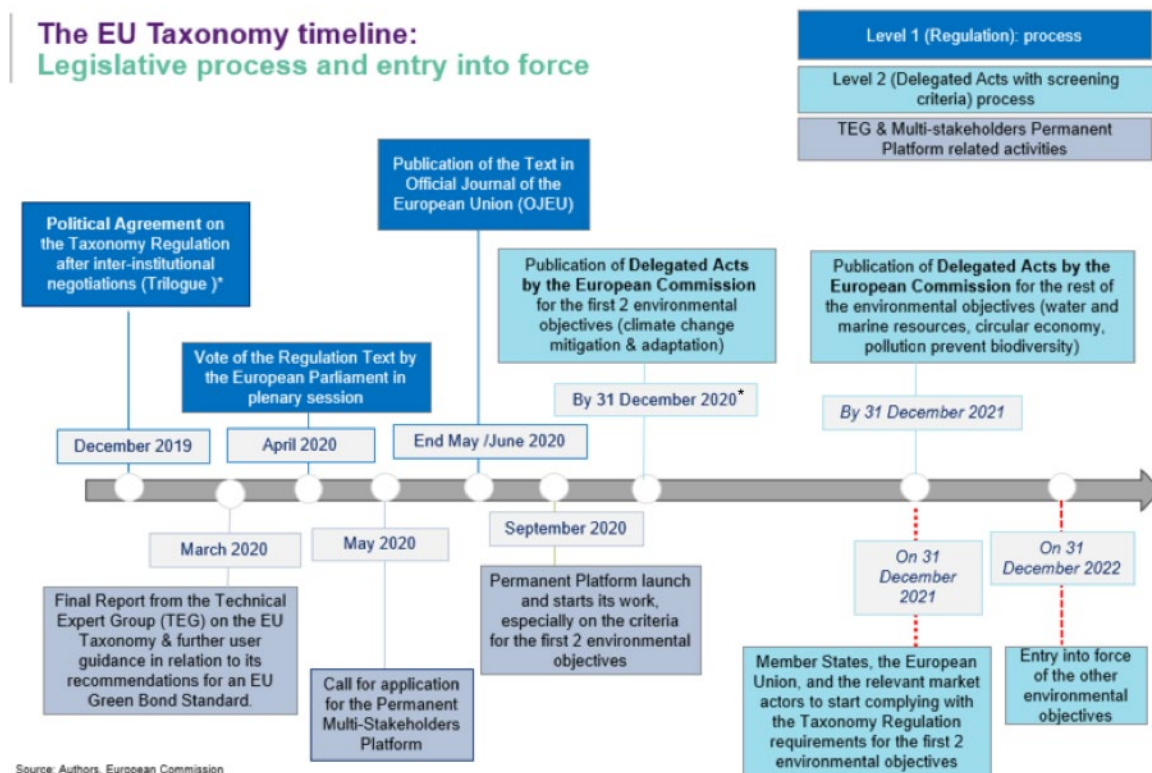 The EU Taxonomy timeline:
Legislative process and entry into force
Level 1 (Regulation): process
Level 2 (Delegated Acts with screening
criteria) process
TEG & Multi-stakeholders Permanent
Platform related activities
Political Agreement on
the Taxonomy Regulation
after inter-institutional
negotiations (Trilogue )*
December 2019
Vote of the Regulation Text by
the European Parliament in
plenary session
April 2020
Publication of the Text in
Official Journal of the
European Union (OJEU)
End May /June 2020
Publication of Delegated Acts
by the European Commission
for the first 2 environmental
objectives (climate change
mitigation & adaptation)
By 31 December 2020*
Publication of Delegated Acts by the
European Commission for the rest of
the environmental objectives (water and
marine resources, circular economy,
pollution prevent biodiversity)
By 31 December 2021
March 2020
Final Report from the Technical
Expert Group (TEG) on the EU
Taxonomy & further user
guidance in relation to its
recommendations for an EU
Green Bond Standard.
May 2020
Call for application
for the Permanent
Multi-Stakeholders
Platform
September 2020
Permanent Platform launch
and starts its work,
especially on the criteria
for the first 2 environmental
objectives
On 31
December
2021
Member States, the European
Union, and the relevant market
actors to start complying with
the Taxonomy Regulation
requirements for the first 2
environmental objectives
On 31
December 2022
Entry into force
of the other
environmental
objectives
Source: Authors, European Commission